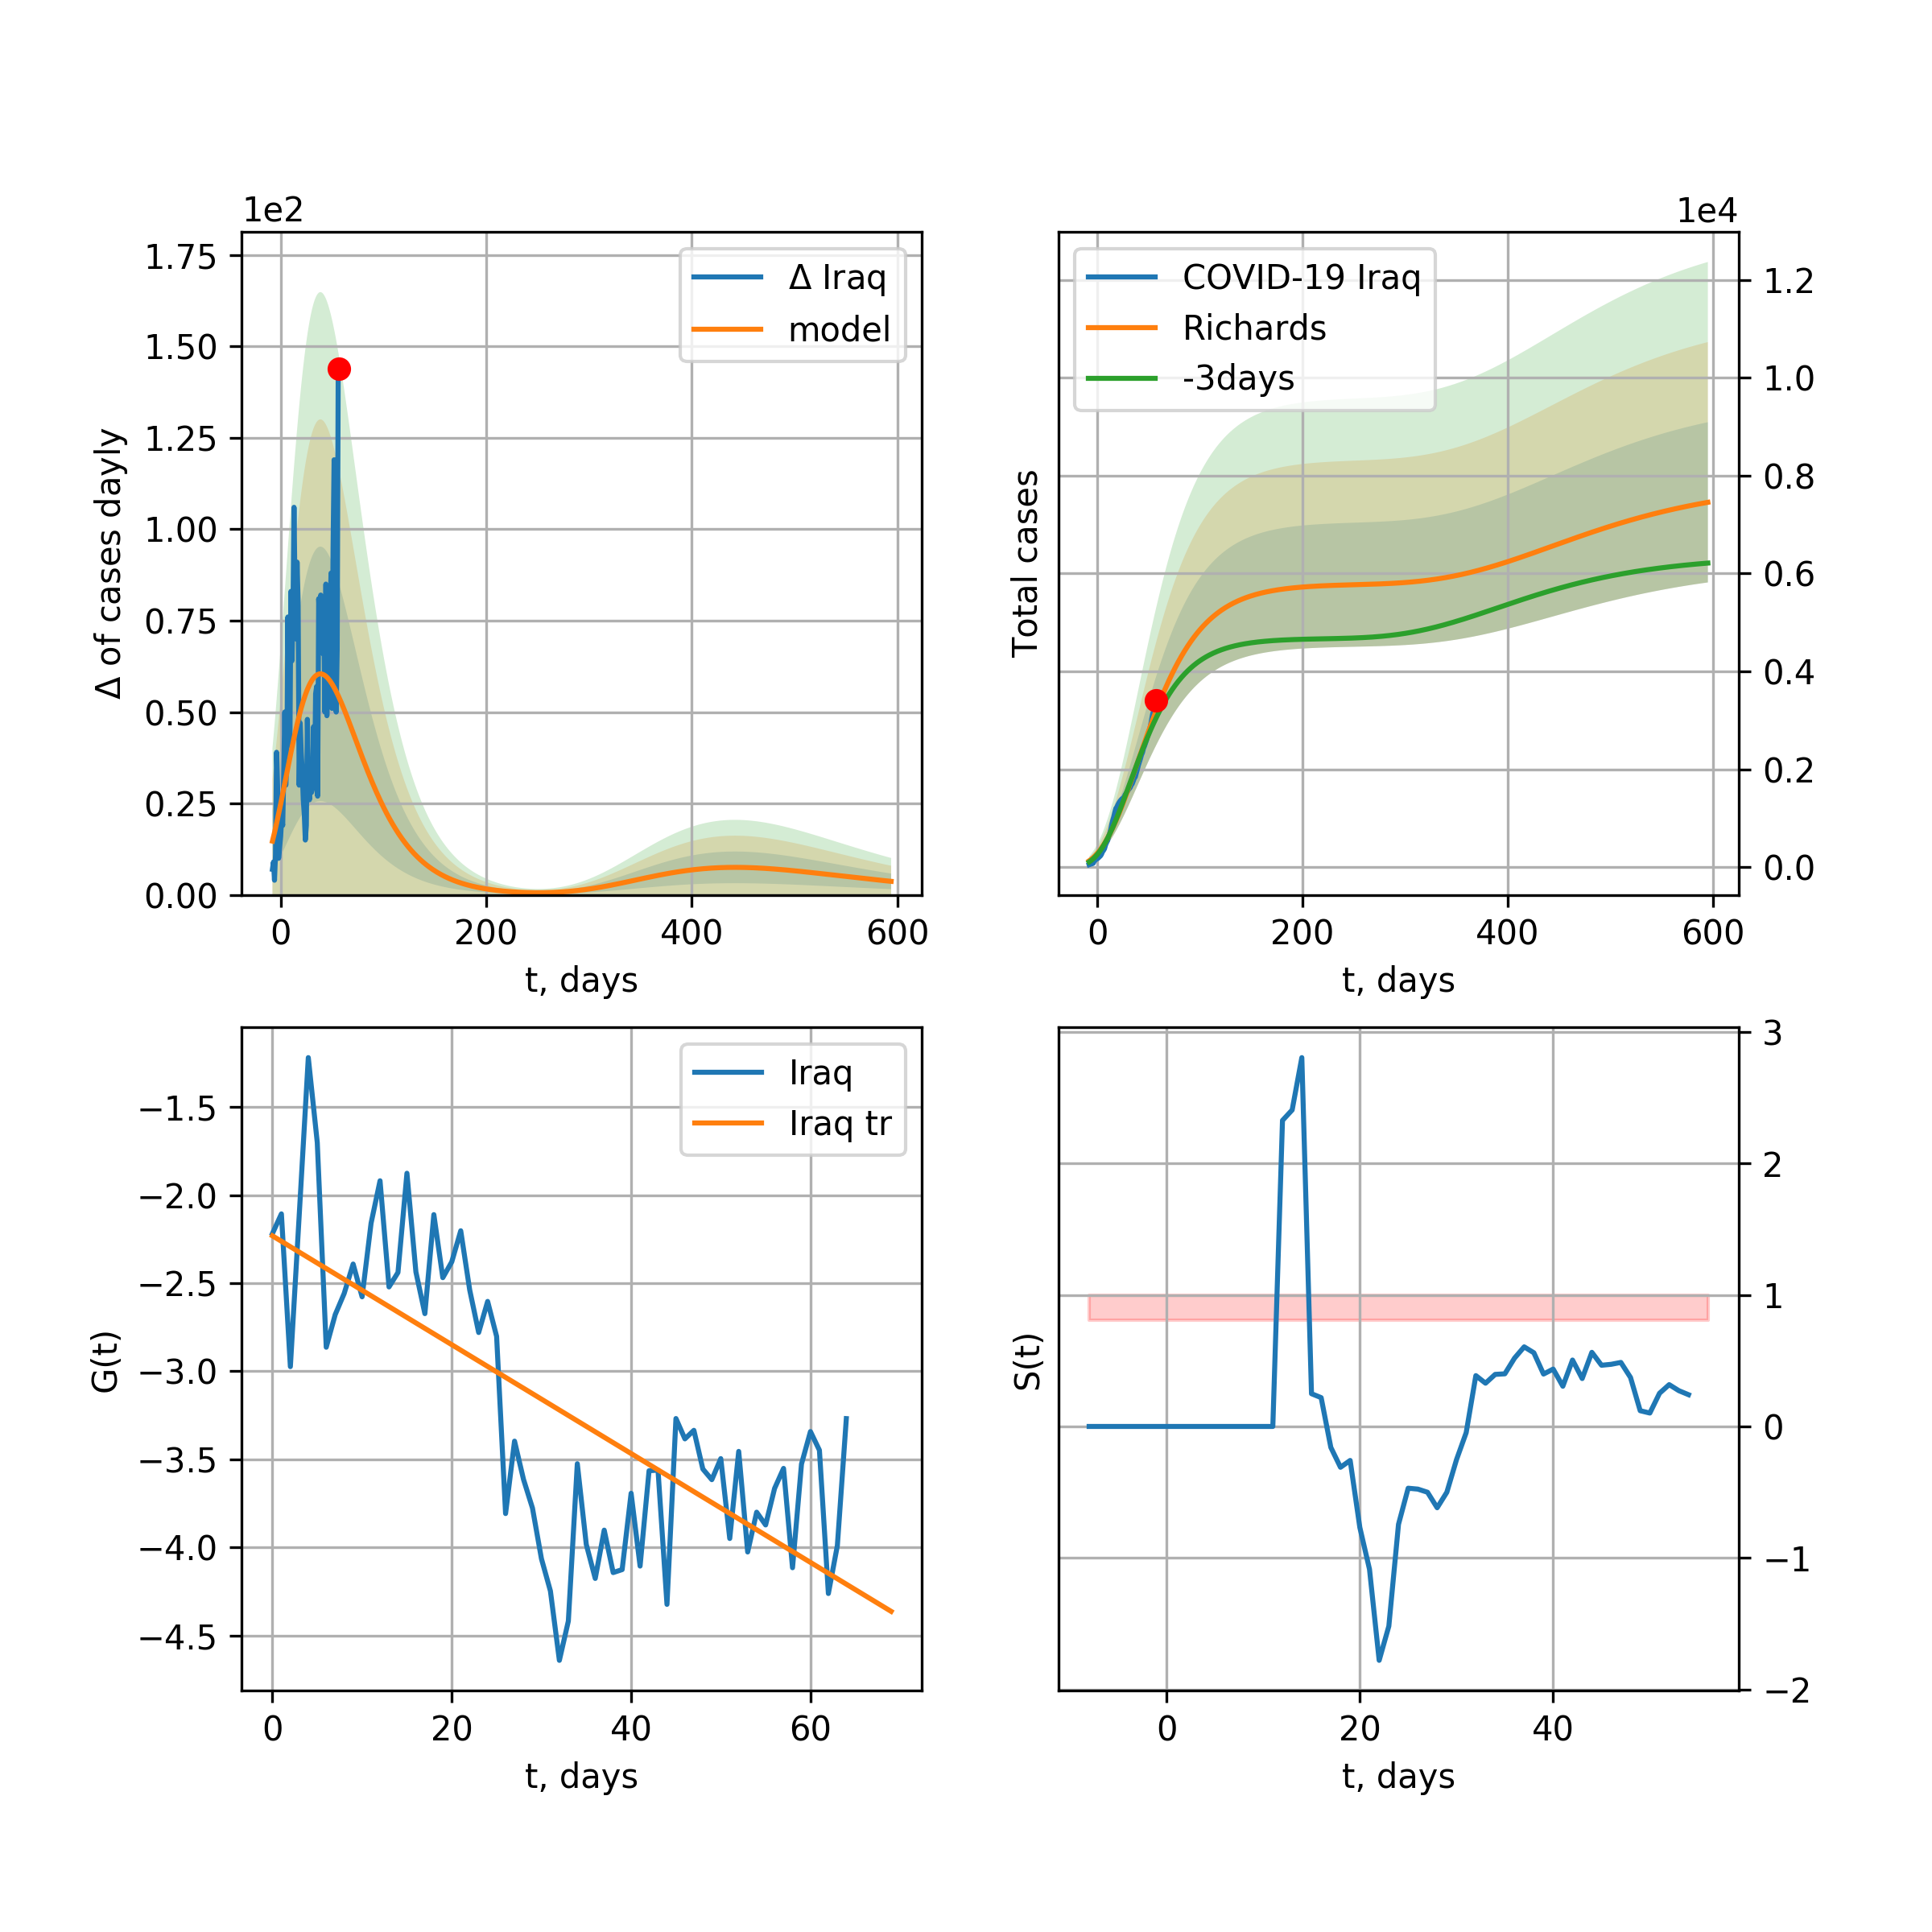 1e2
1.75
1.50
1.25
1.00
0.75
0.50
0.25
0.00
Δ of cases dayly
0 200 400 600
t, days
Δ Iraq
model
1e4
COVID-19 Iraq
Richards
-3days
Total cases
1.2
1.0
0.8
0.6
0.4
0.2
0.0
0 200 400 600
t, days
Iraq
Iraq tr
−1.5
−2.0
−2.5
−3.0
−3.5
−4.0
−4.5
G(t)
0 20 40 60
t, days
S(t)
3
2
1
0
−1
−2
0 20 40
t, days